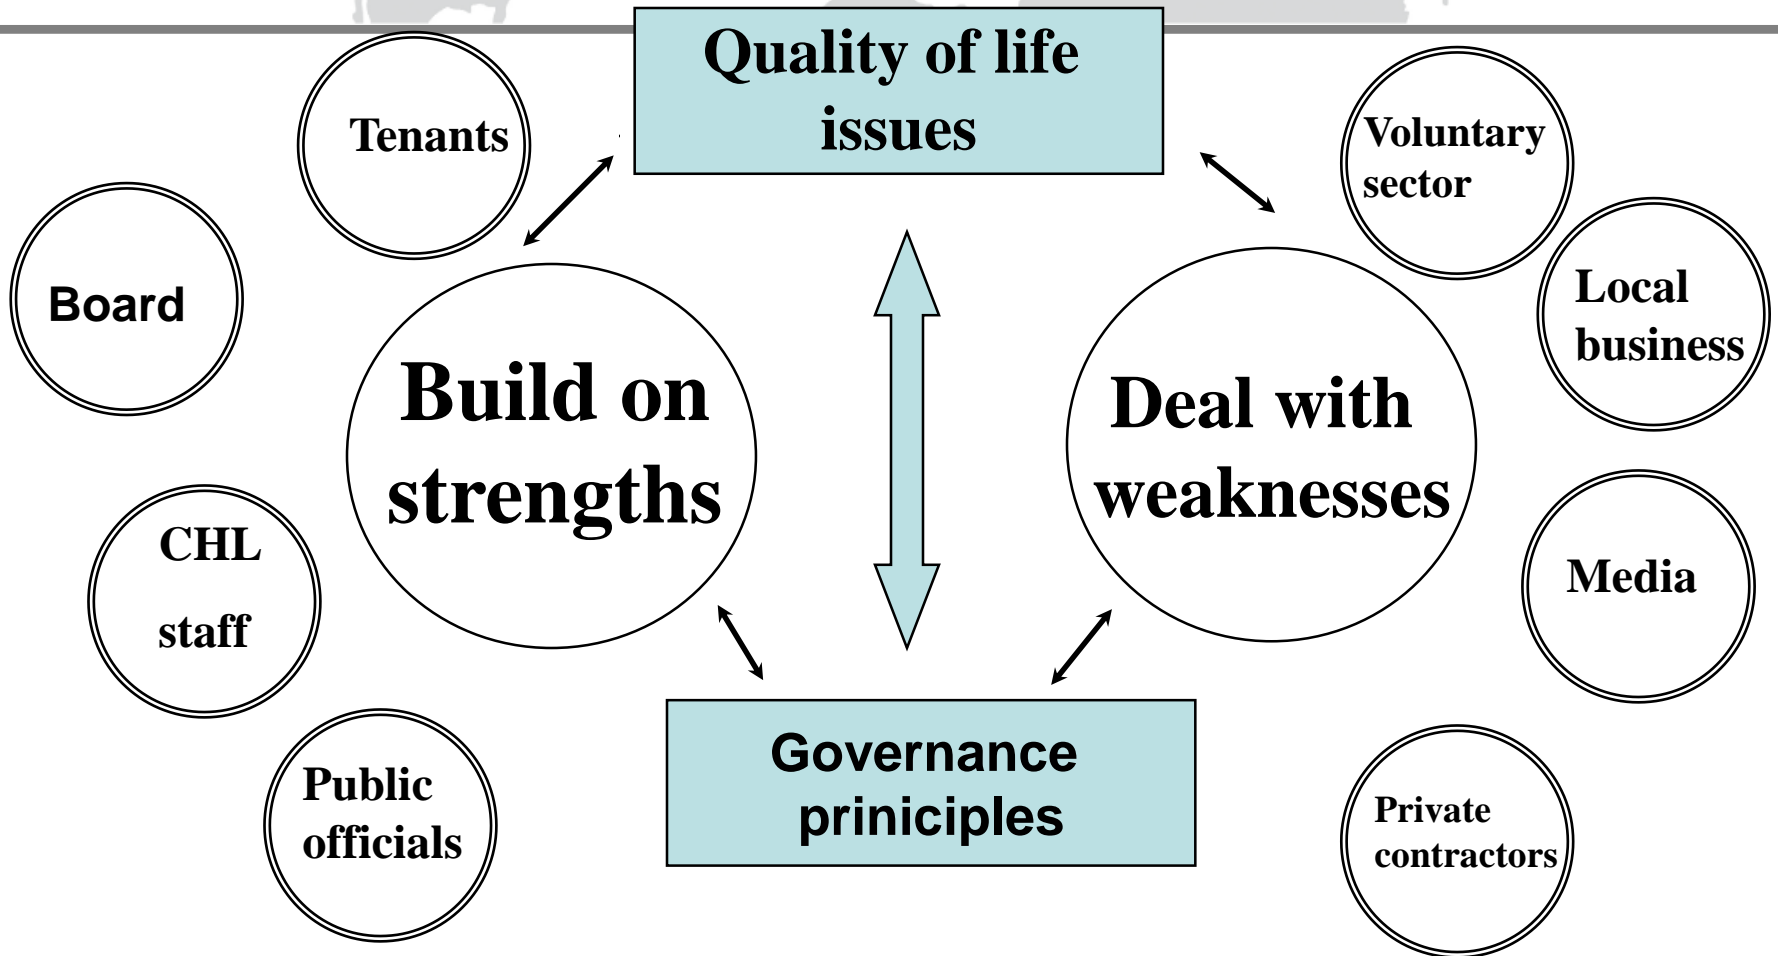 Quality of life
issues
Tenants
Voluntary
sector
Board
Local
business
Build on
strengths
Deal with
weaknesses
CHL
staff
Media
Public
officials
Governance
priniciples
Private
contractors